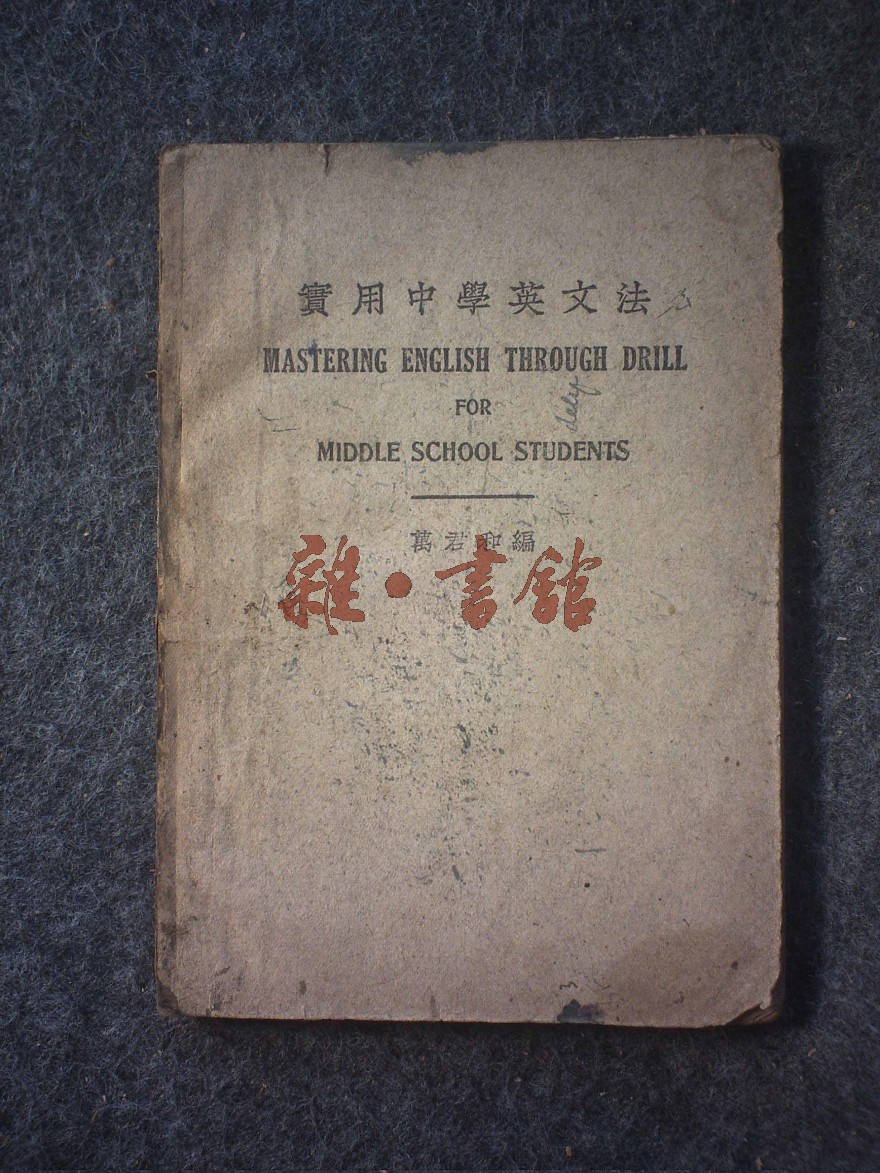 實用中學英文法
MASTERING ENGLISH THROUGH DRILL
FOR
MIDDLE SCHOOL STUDENTS
萬君和編
雜·書館